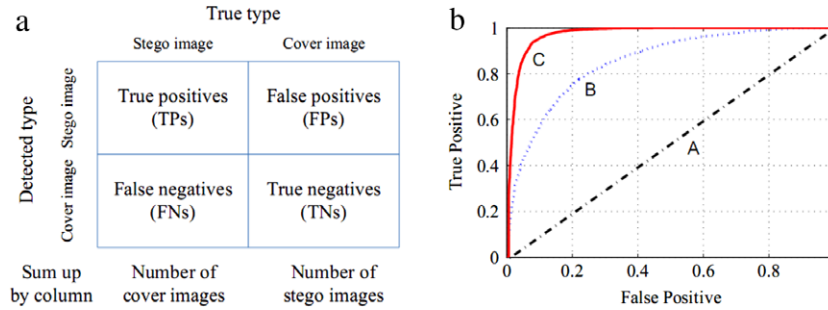 a
True type
Stego image
Cover image
Detected type
Stego image
Cover image
True positives
(TPs)
False positives
(FPs)
False negatives
(FNs)
True negatives
(TNs)
Sum up
by column
Number of
cover images
Number of
stego images
b
True Positive
1
0.8
0.6
0.4
0.2
0
0
0.2
0.4
0.6
0.8
False Positive
C
B
A